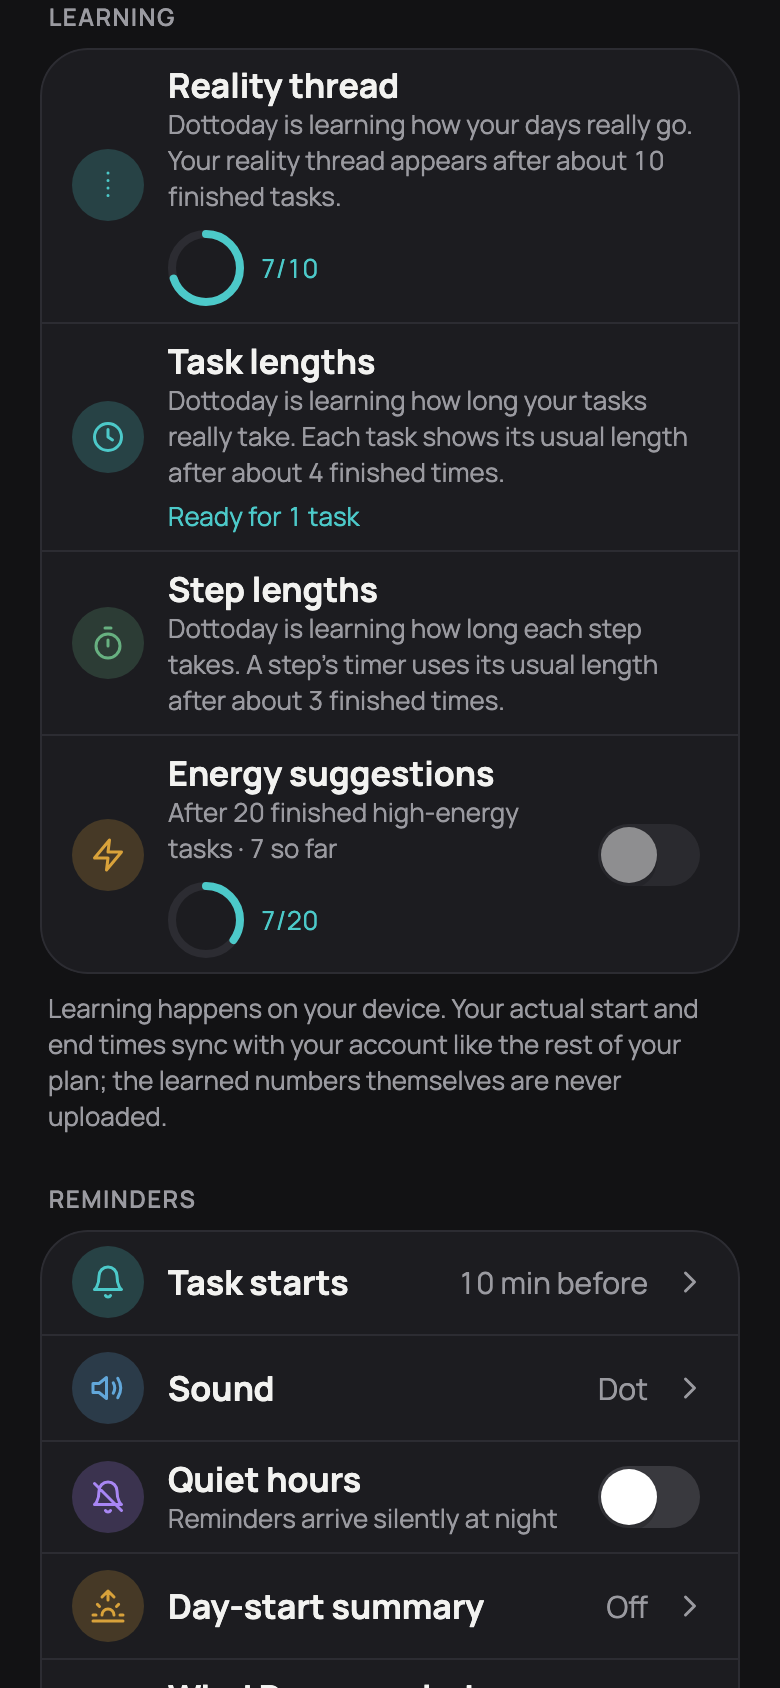 LEARNING
Reality thread
Dottoday is learning how your days really go.
Your reality thread appears after about 10
finished tasks.
7/10
Task lengths
Dottoday is learning how long your tasks
really take. Each task shows its usual length
after about 4 finished times.
Ready for 1 task
Step lengths
Dottoday is learning how long each step
takes. A step's timer uses its usual length
after about 3 finished times.
Energy suggestions
After 20 finished high-energy
tasks · 7 so far
7/20
Learning happens on your device. Your actual start and
end times sync with your account like the rest of your
plan; the learned numbers themselves are never
uploaded.
REMINDERS
Task starts 10 min before
Sound Dot
Quiet hours
Reminders arrive silently at night
Day-start summary Off